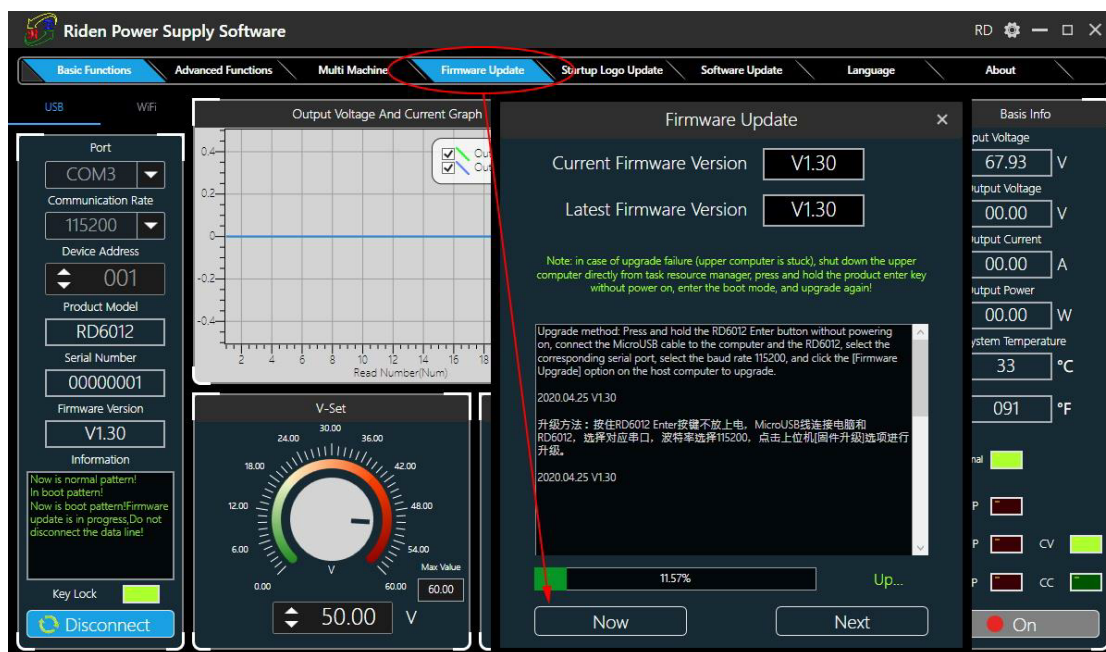 Riden Power Supply Software
RD
Basic Functions
Advanced Functions
Multi Machine
Firmware Update
Startup Logo Update
Software Update
Language
About
USB
WiFi
Port
COM3
Communication Rate
115200
Device Address
001
Product Model
RD6012
Serial Number
00000001
Firmware Version
V1.30
Information
Now is normal pattern!
In boot pattern!
Now is boot pattern!Firmware
update is in progress,Do not
disconnect the data line!
Key Lock
Disconnect
Output Voltage And Current Graph
0.4
0.2
0
-0.2
-0.4
2 4 6 8 10 12 14 16 18
Read Number(Num)
Ou
Out
V-Set
30.00
24.00
36.00
18.00
42.00
12.00
48.00
6.00
54.00
0.00
V
60.00
Max Value
60.00
50.00 V
Firmware Update
Current Firmware Version V1.30
Latest Firmware Version V1.30
Note: in case of upgrade failure (upper computer is stuck), shut down the upper
computer directly from task resource manager, press and hold the product enter key
without power on, enter the boot mode, and upgrade again!
Upgrade method: Press and hold the RD6012 Enter button without powering
on, connect the MicroUSB cable to the computer and the RD6012, select the
corresponding serial port, select the baud rate 115200, and click the [Firmware
Upgrade] option on the host computer to upgrade.
2020.04.25 V1.30
升级方法：按住RD6012 Enter按键不放上电，MicroUSB线连接电脑和
RD6012，选择对应串口，波特率选择115200，点击上位机[固件升级]选项进行
升级。
2020.04.25 V1.30
11.57%
Up...
Now
Next
Basis Info
put Voltage
67.93 V
utput Voltage
00.00 V
utput Current
00.00 A
Output Power
00.00 W
ystem Temperature
33 °C
091 °F
nal
P
P
CV
P
CC
On